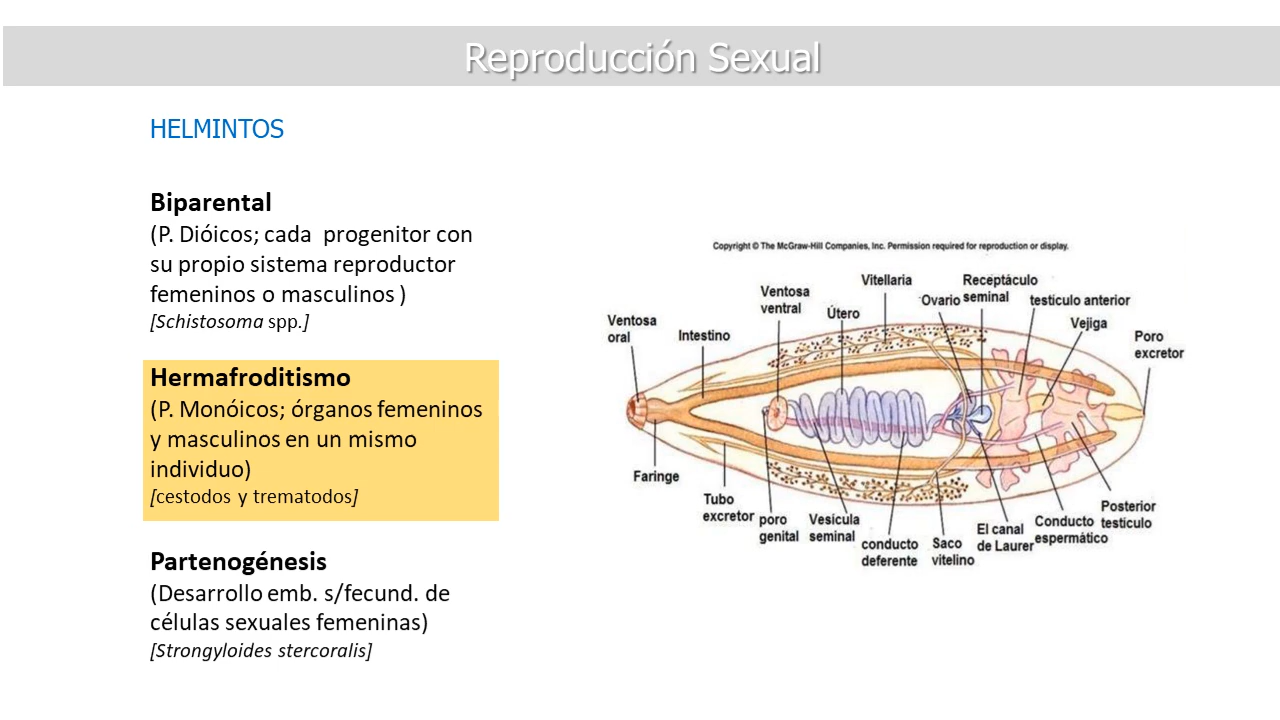 Reproducción Sexual
HELMINTOS
Biparental
(P. Dióicos; cada progenitor con
su propio sistema reproductor
femeninos o masculinos )
[Schistosoma spp.]
Hermafroditismo
(P. Monóicos; órganos femeninos
y masculinos en un mismo
individuo)
[cestodos y trematodos]
Partenogénesis
(Desarrollo emb. s/fecund. de
células sexuales femeninas)
[Strongyloides stercoralis]
Copyright © The McGraw-Hill Companies, Inc. Permission required for reproduction or display.
Ventosa
oral
Intestino
Ventosa
ventral
Útero
Vitellaria
Ovario
Receptáculo
seminal
testículo anterior
Vejiga
Poro
excretor
Faringe
Tubo
excretor
poro
genital
Vesícula
seminal
conducto
deferente
Saco
vitelino
El canal
de Laurer
Conducto
espermático
Posterior
testículo